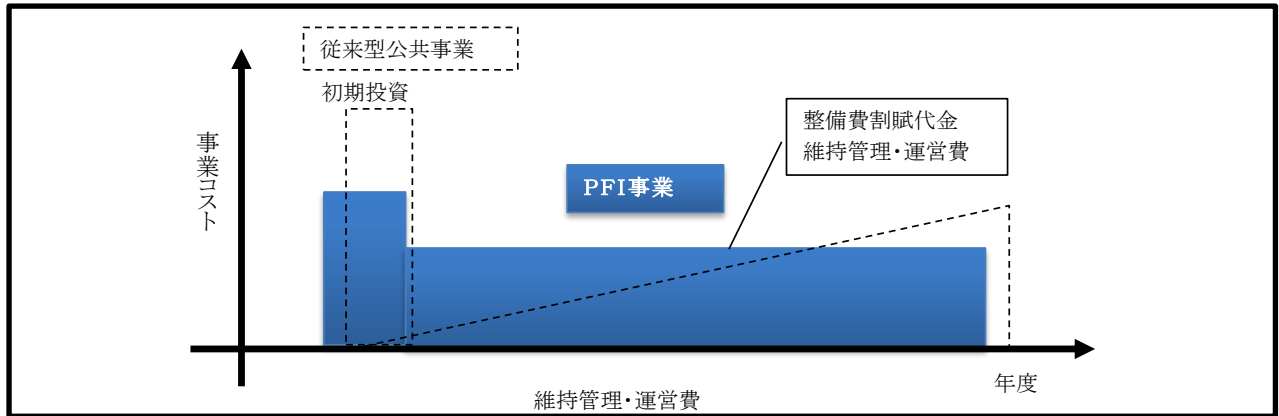 従来型公共事業
初期投資
事業コスト
整備費割賦代金
維持管理・運営費
PFI事業
年度
維持管理・運営費